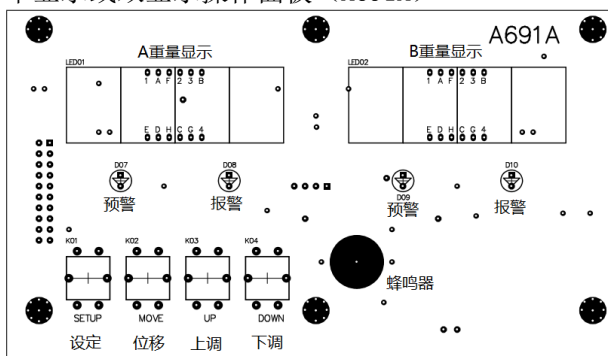 A691A
A重量显示
B重量显示
LED01
LED02
1 A F 2 3 B
1 A F 2 3 B
E D H C G 4
E D H C G 4
D07
D08
D09
D10
预警
报警
预警
报警
K01
K02
K03
K04
蜂鸣器
SETUP
MOVE
UP
DOWN
设定
位移
上调
下调